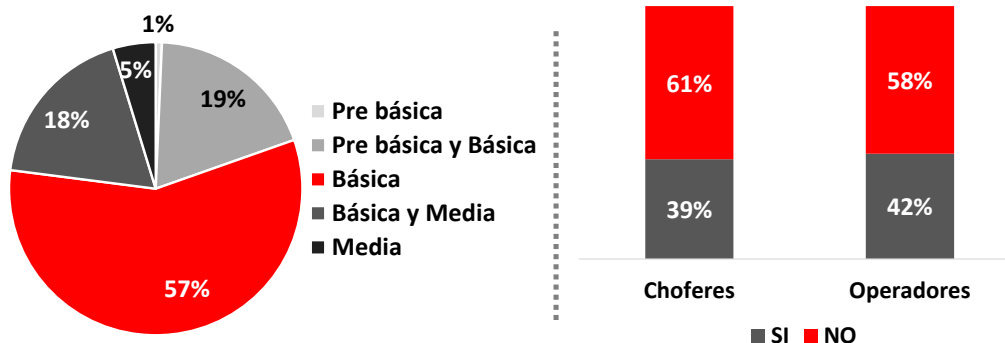 1%
5%
19%
18%
57%
Pre básica
Pre básica y Básica
Básica
Básica y Media
Media
61%
58%
39%
42%
Choferes
Operadores
SI
NO